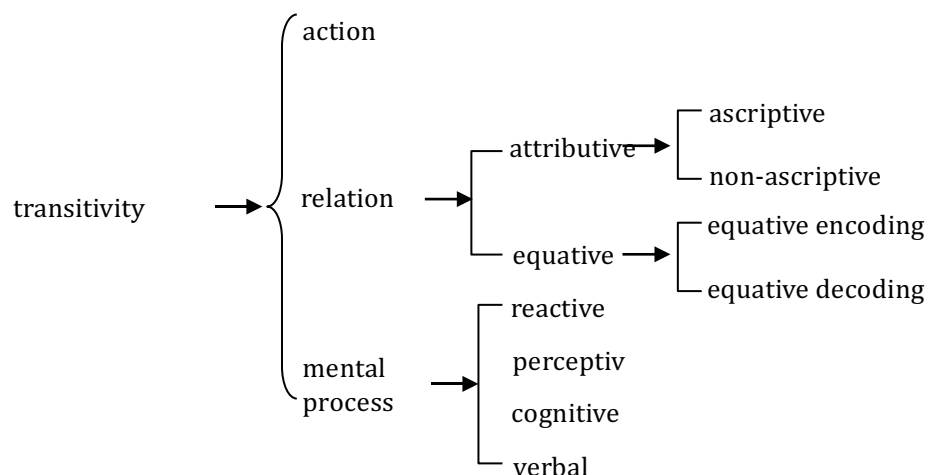 action
ascriptive
attributive
non-ascriptive
relation
transitivity
equative encoding
equative
equative decoding
reactive
perceptiv
mental
process
cognitive
verbal